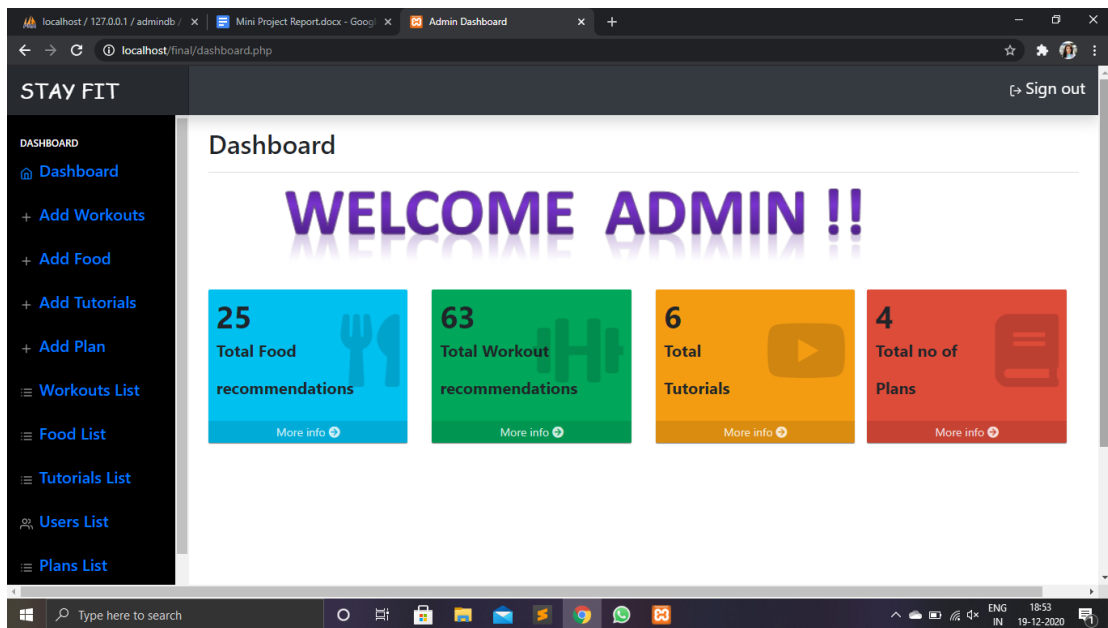 localhost / 127.0.0.1 / admindb /
Mini Project Report.docx - Googl
Admin Dashboard
localhost/final/dashboard.php
STAY FIT
Sign out
DASHBOARD
Dashboard
Add Workouts
Add Food
Add Tutorials
Add Plan
Workouts List
Food List
Tutorials List
Users List
Plans List
Dashboard
WELCOME ADMIN !!
25
Total Food
recommendations
More info
63
Total Workout
recommendations
More info
6
Total
Tutorials
More info
4
Total no of
Plans
More info
Type here to search
ENG
IN
18:53
19-12-2020
1